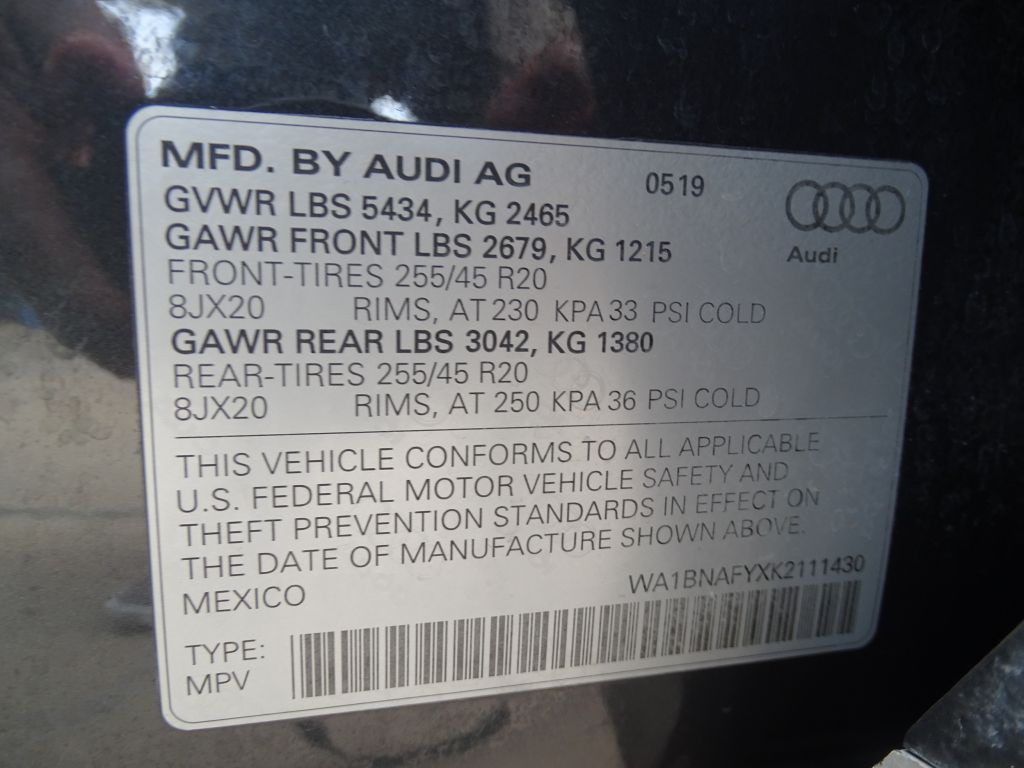 MFD. BY AUDI AG 0519
GVWR LBS 5434, KG 2465
GAWR FRONT LBS 2679, KG 1215
Audi
FRONT-TIRES 255/45 R20
8JX20 RIMS, AT 230 KPA 33 PSI COLD
GAWR REAR LBS 3042, KG 1380
REAR-TIRES 255/45 R20
8JX20 RIMS, AT 250 KPA 36 PSI COLD
THIS VEHICLE CONFORMS TO ALL APPLICABLE
U.S. FEDERAL MOTOR VEHICLE SAFETY AND
THEFT PREVENTION STANDARDS IN EFFECT ON
THE DATE OF MANUFACTURE SHOWN ABOVE.
MEXICO WA1BNAFYXK2111430
TYPE:
MPV